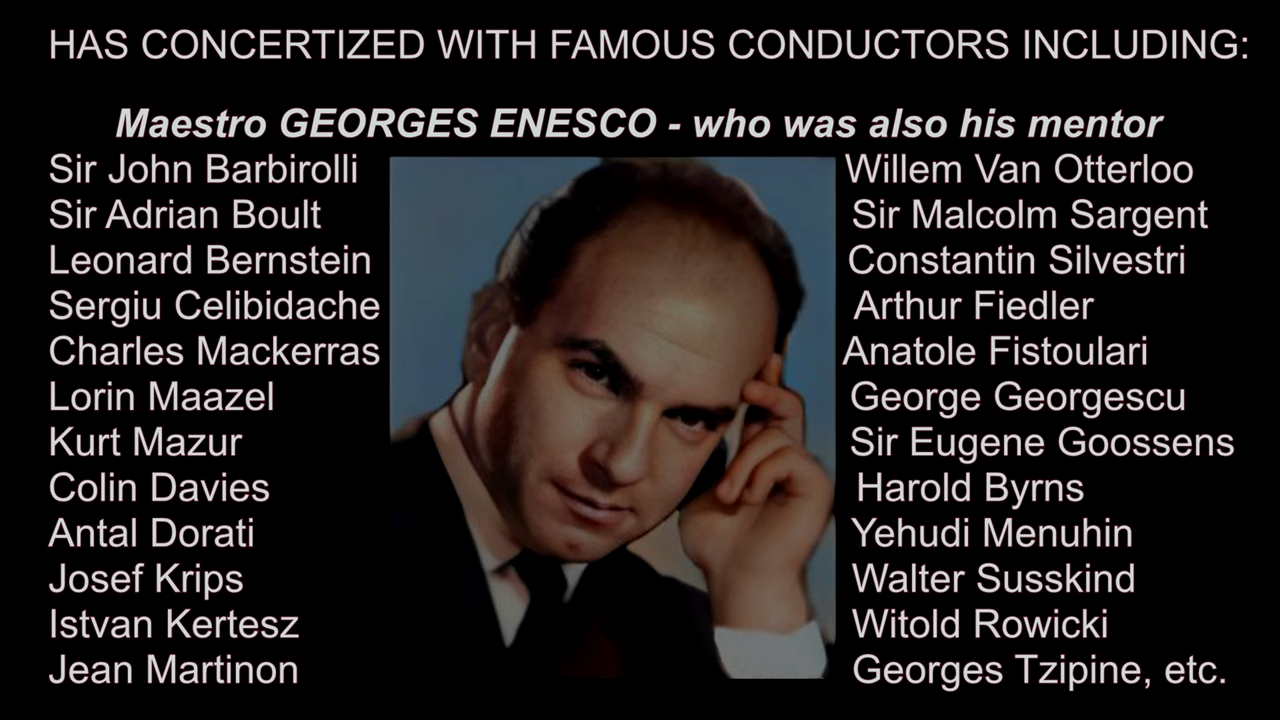 HAS CONCERTIZED WITH FAMOUS CONDUCTORS INCLUDING:
Maestro GEORGES ENESCO - who was also his mentor
Sir John Barbirolli
Sir Adrian Boult
Leonard Bernstein
Sergiu Celibidache
Charles Mackerras
Lorin Maazel
Kurt Mazur
Colin Davies
Antal Dorati
Josef Krips
Istvan Kertesz
Jean Martinon
Willem Van Otterloo
Sir Malcolm Sargent
Constantin Silvestri
Arthur Fiedler
Anatole Fistoulari
George Georgescu
Sir Eugene Goossens
Harold Byrns
Yehudi Menuhin
Walter Susskind
Witold Rowicki
Georges Tzipine, etc.